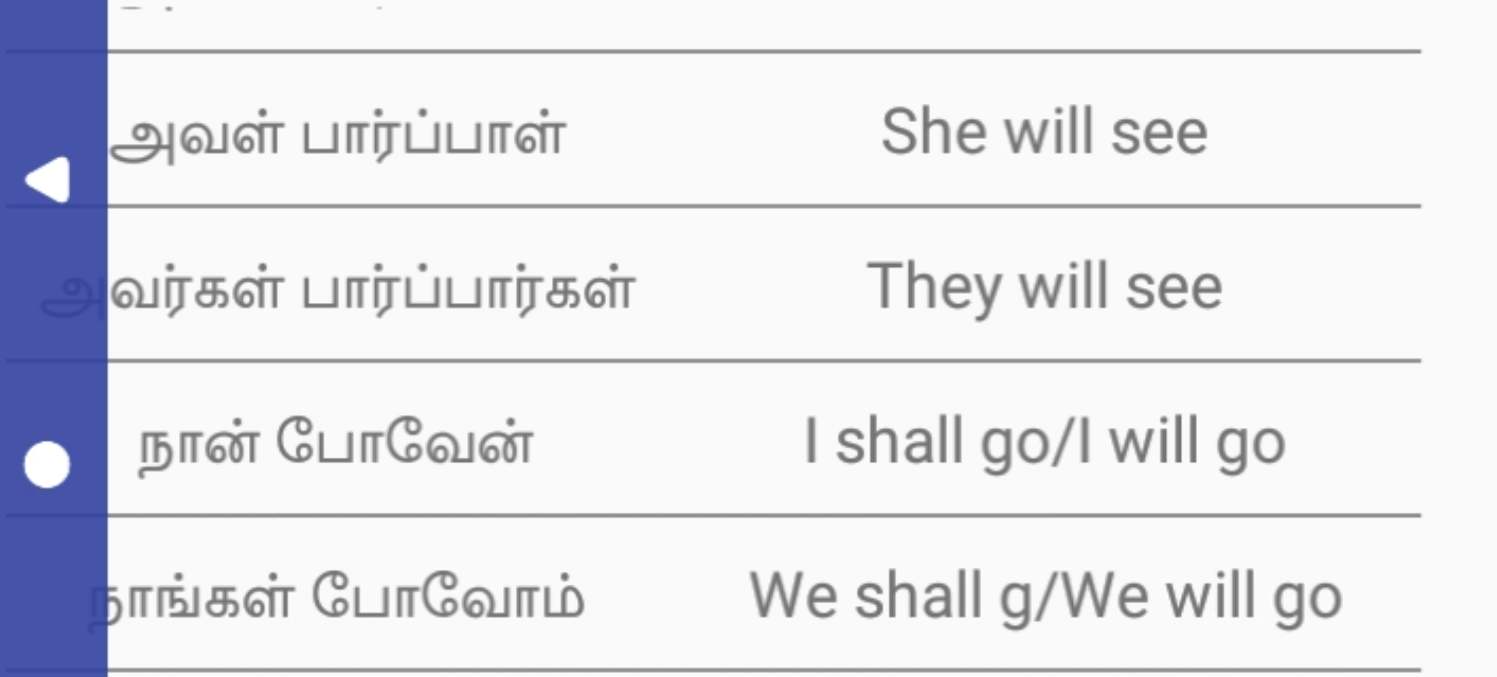 அவள் பார்ப்பாள் She will see
அவர்கள் பார்ப்பார்கள் They will see
நான் போவேன் I shall go/I will go
நாங்கள் போவோம் We shall g/We will go